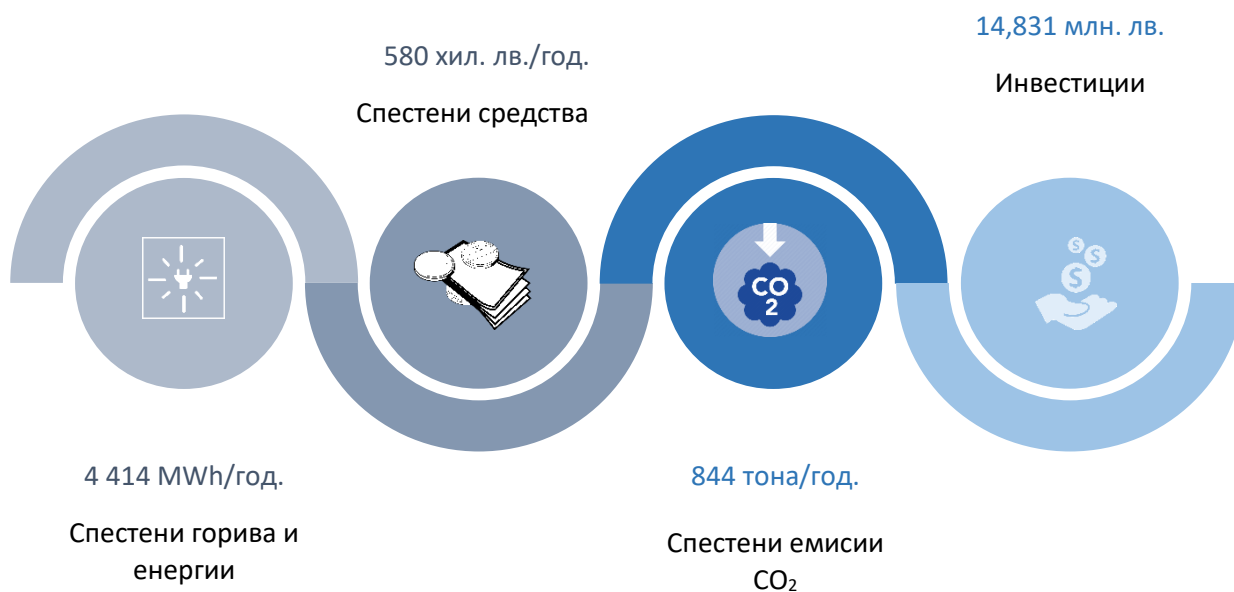 4 414 MWh/год.
Спестени горива и
енергии
580 хил. лв./год.
Спестени средства
CO
2
844 тона/год.
Спестени емисии
CO₂
14,831 млн. лв.
Инвестиции
$
$
$